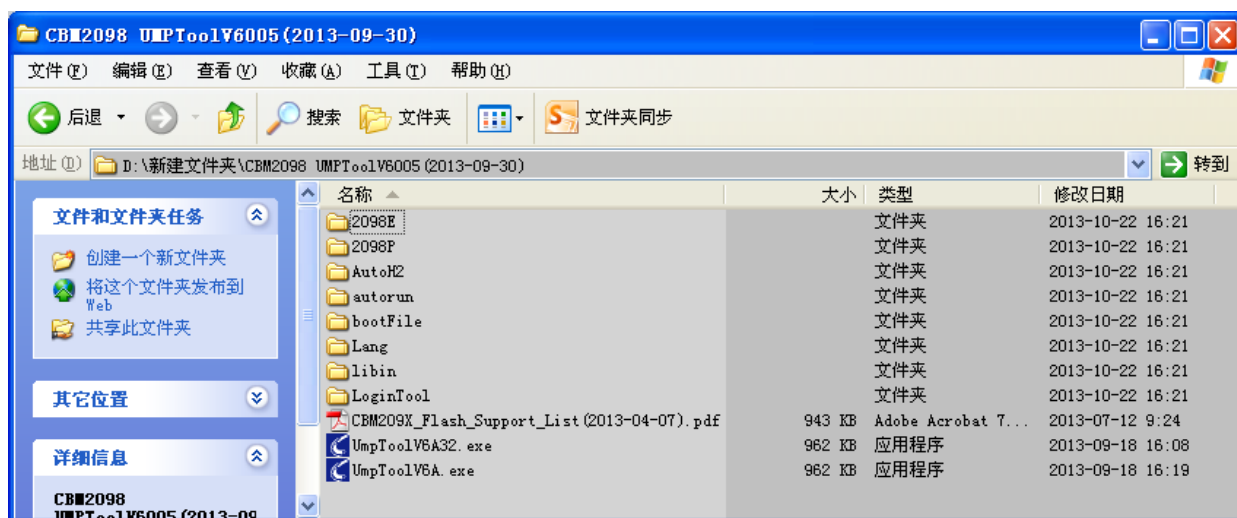 CBM2098 UMPToolV6005(2013-09-30)
文件(F) 编辑(E) 查看(V) 收藏(A) 工具(T) 帮助(H)
后退 搜索 文件夹 文件夹同步
地址(D) D:\新建文件夹\CBM2098 UMPToolV6005(2013-09-30) 转到
名称 大小 类型 修改日期
文件和文件夹任务
创建一个新文件夹
将这个文件夹发布到
Web
共享此文件夹
其它位置
详细信息
CBM2098
UMPToolV6005(2013-09
2098E 文件夹 2013-10-22 16:21
2098P 文件夹 2013-10-22 16:21
AutoH2 文件夹 2013-10-22 16:21
autorun 文件夹 2013-10-22 16:21
bootFile 文件夹 2013-10-22 16:21
Lang 文件夹 2013-10-22 16:21
libin 文件夹 2013-10-22 16:21
LoginTool 文件夹 2013-10-22 16:21
CBM209X_Flash_Support_List(2013-04-07).pdf 943 KB Adobe Acrobat 7... 2013-07-12 9:24
UmpToolV6A32.exe 962 KB 应用程序 2013-09-18 16:08
UmpToolV6A.exe 962 KB 应用程序 2013-09-18 16:19